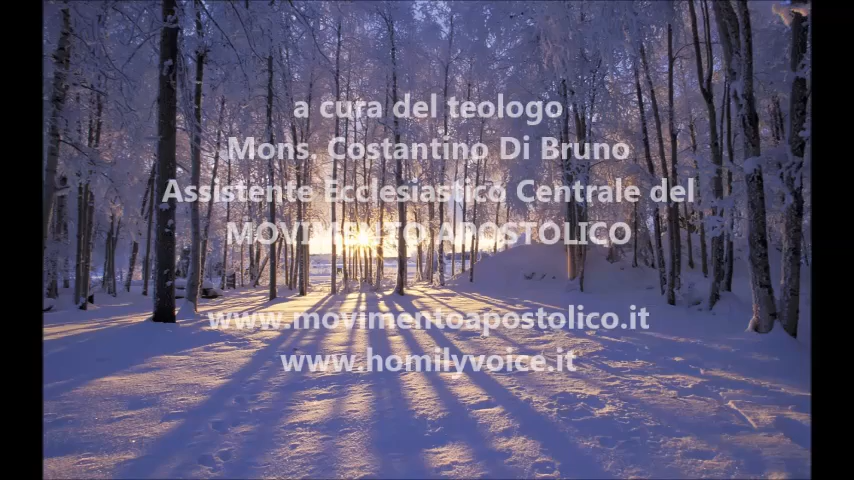 a cura del teologo
Mons. Costantino Di Bruno
Assistente Ecclesiastico Centrale del
MOVIMENTO APOSTOLICO
www.movimentoapostolico.it
www.homilyvoice.it